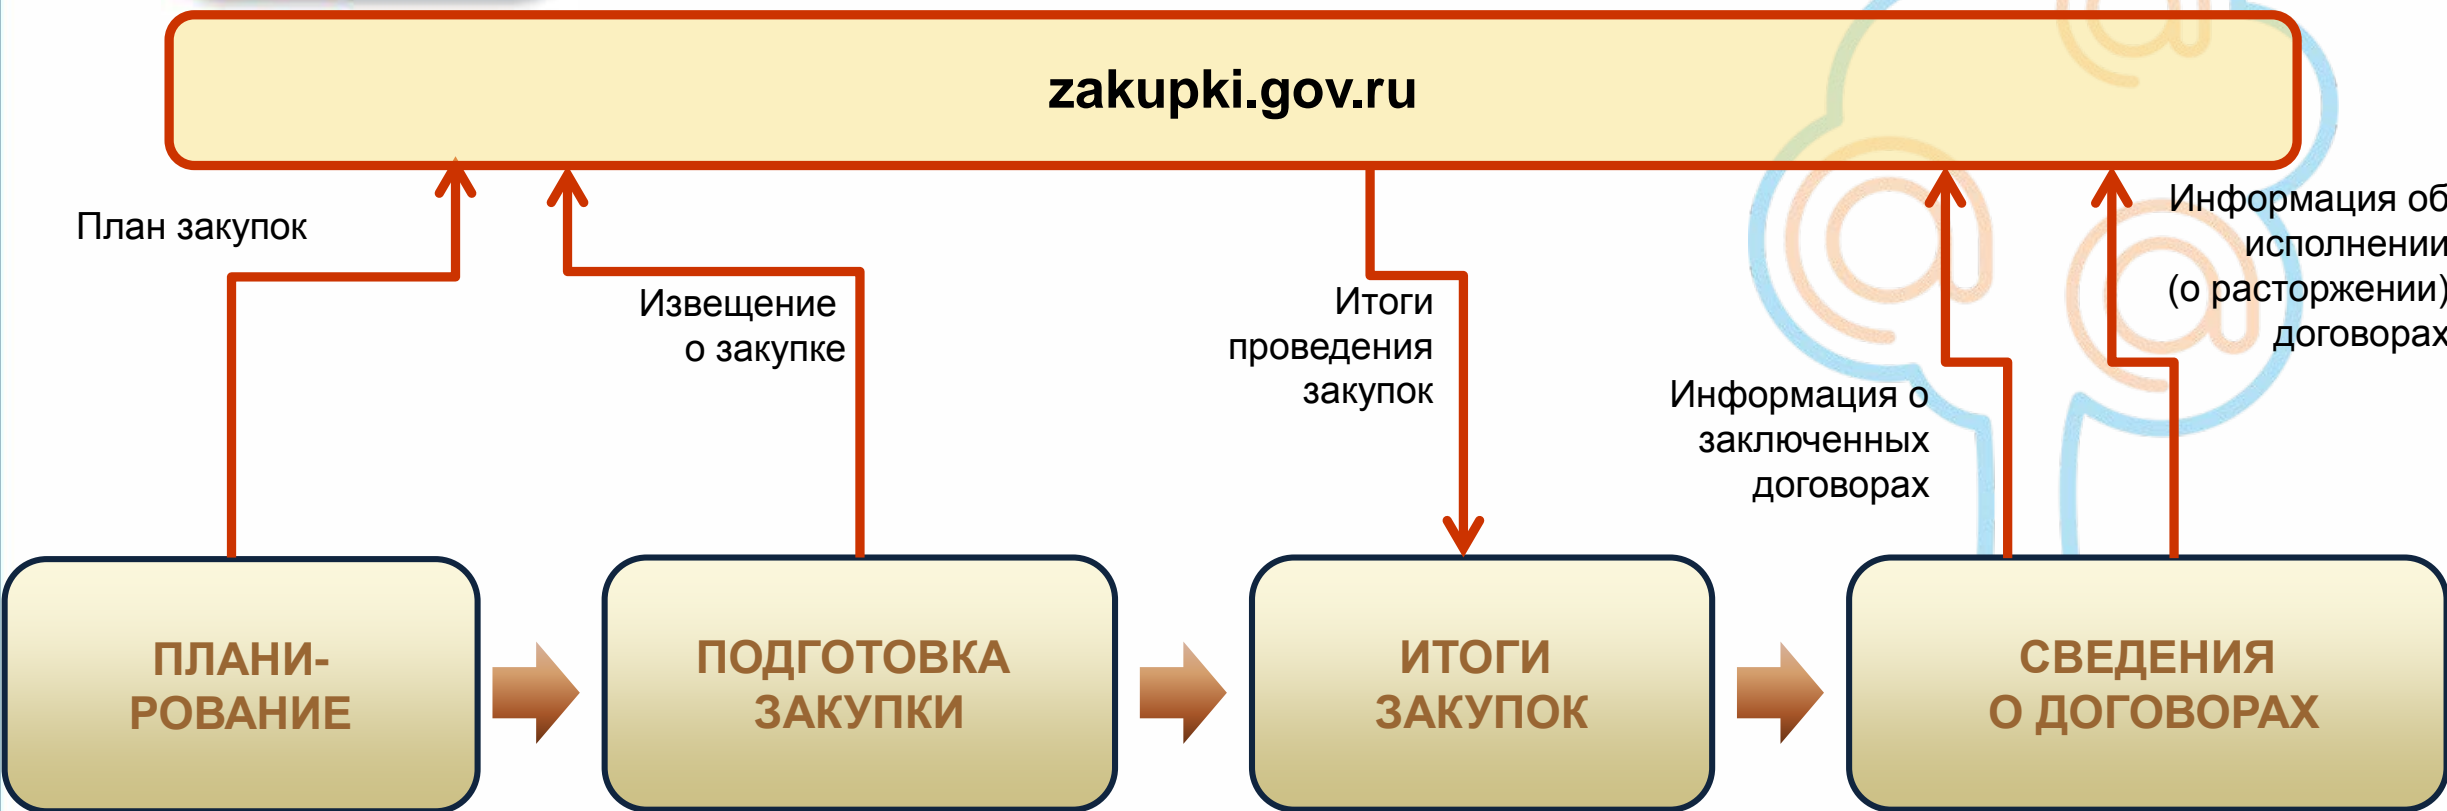 zakupki.gov.ru
План закупок
Извещение
о закупке
Итоги
проведения
закупок
Информация о
заключенных
договорах
Информация об
исполнении
(о расторжении)
договорах
ПЛАНИ-
РОВАНИЕ
ПОДГОТОВКА
ЗАКУПКИ
ИТОГИ
ЗАКУПОК
СВЕДЕНИЯ
О ДОГОВОРАХ